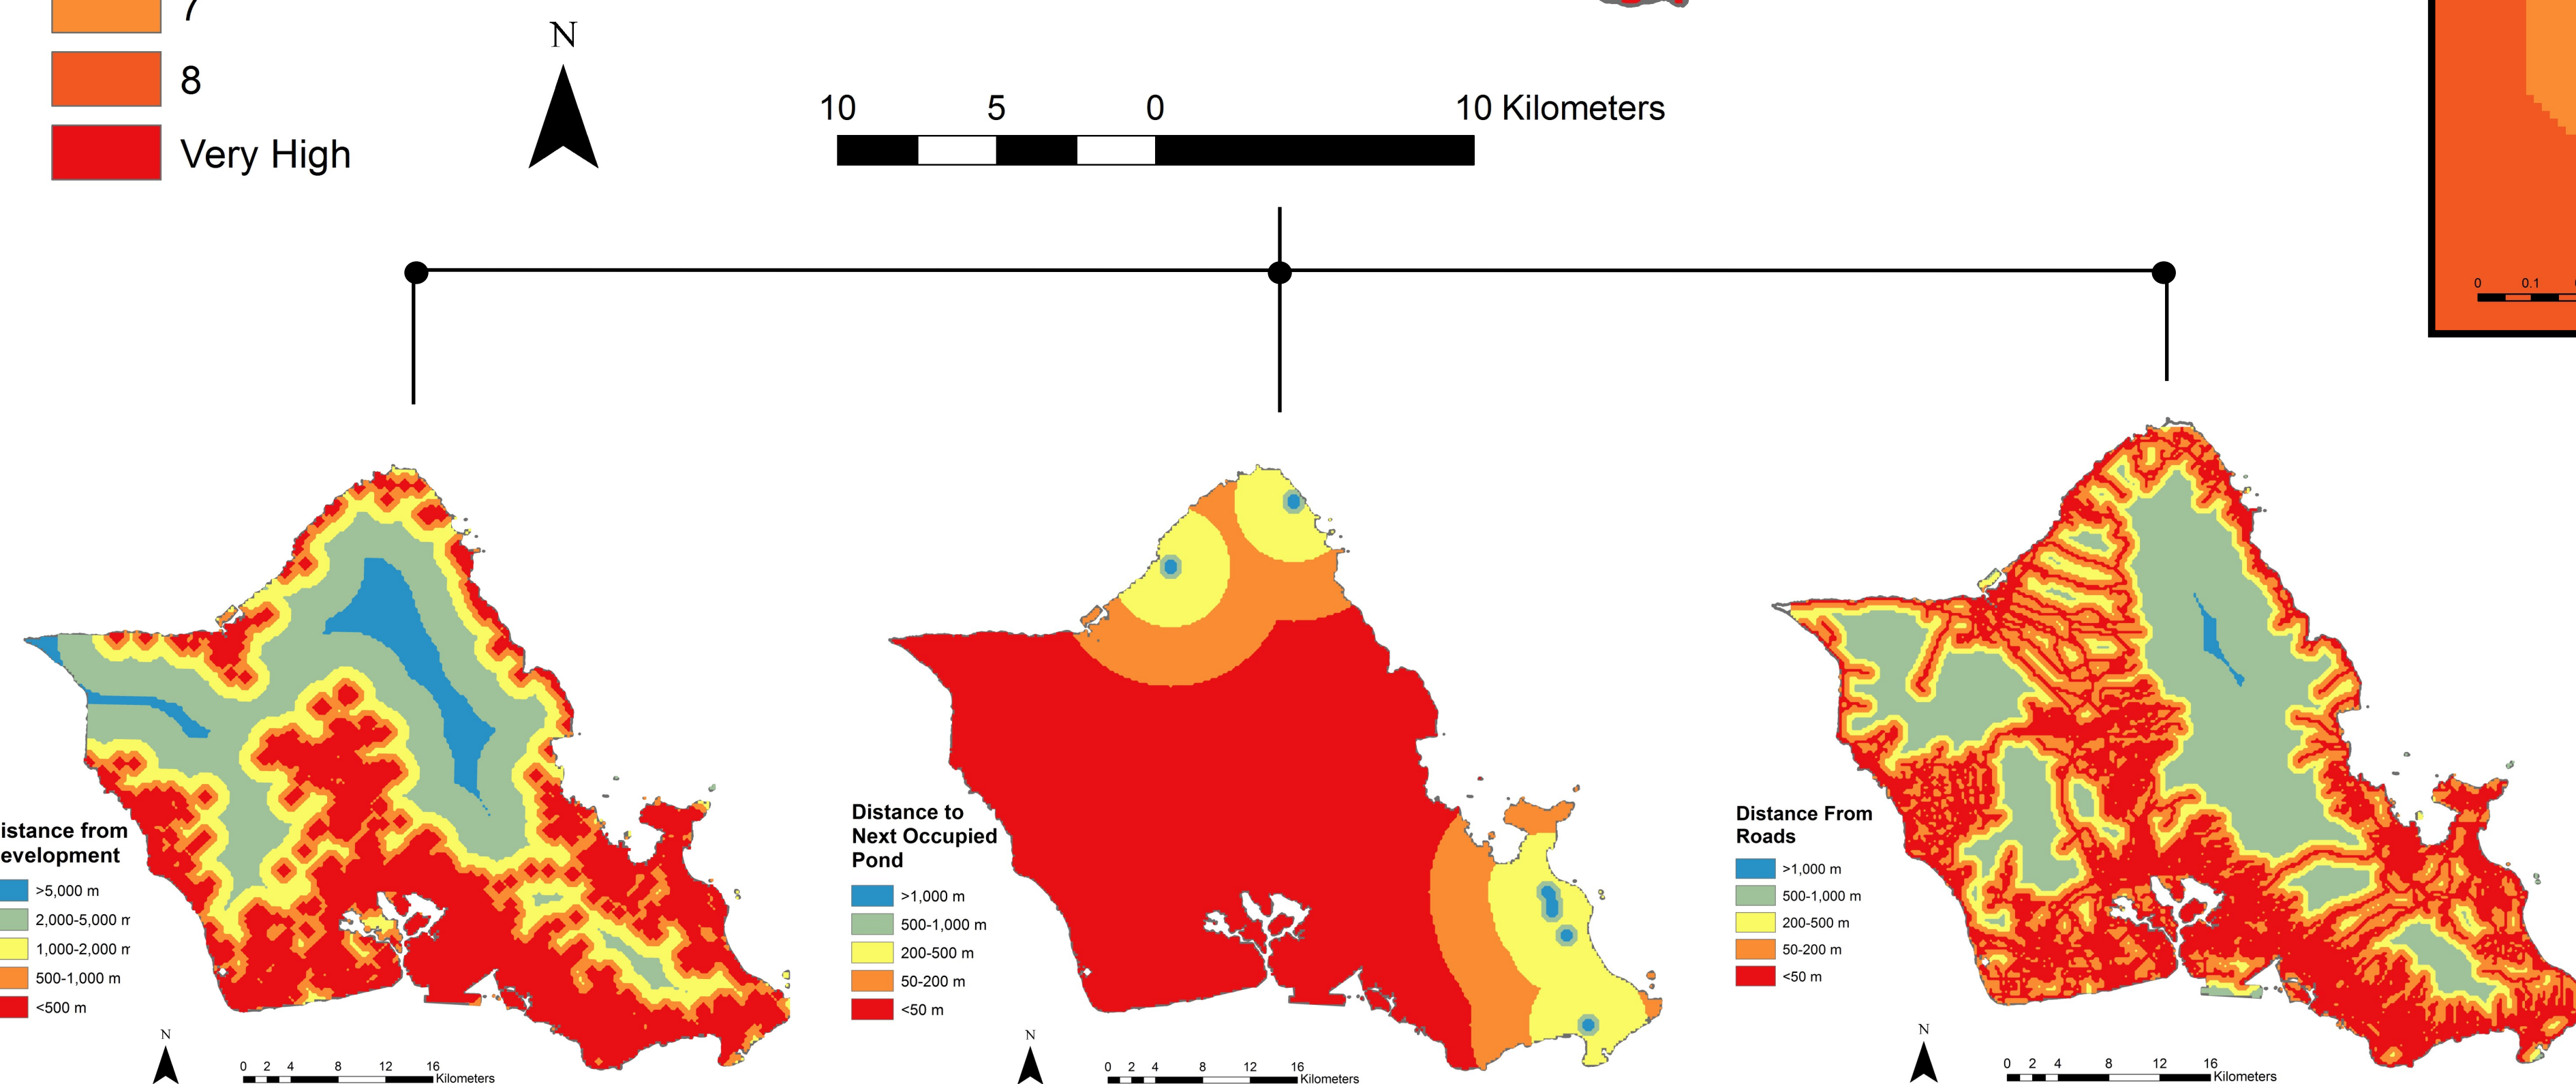 7
8
Very High
N
10 5 0 10 Kilometers
0 0.1
istance from
evelopment
>5,000 m
2,000-5,000 m
1,000-2,000 m
500-1,000 m
<500 m
N
0 2 4 8 12 16
Kilometers
Distance to
Next Occupied
Pond
>1,000 m
500-1,000 m
200-500 m
50-200 m
<50 m
N
0 2 4 8 12 16
Kilometers
Distance From
Roads
>1,000 m
500-1,000 m
200-500 m
50-200 m
<50 m
N
0 2 4 8 12 16
Kilometers